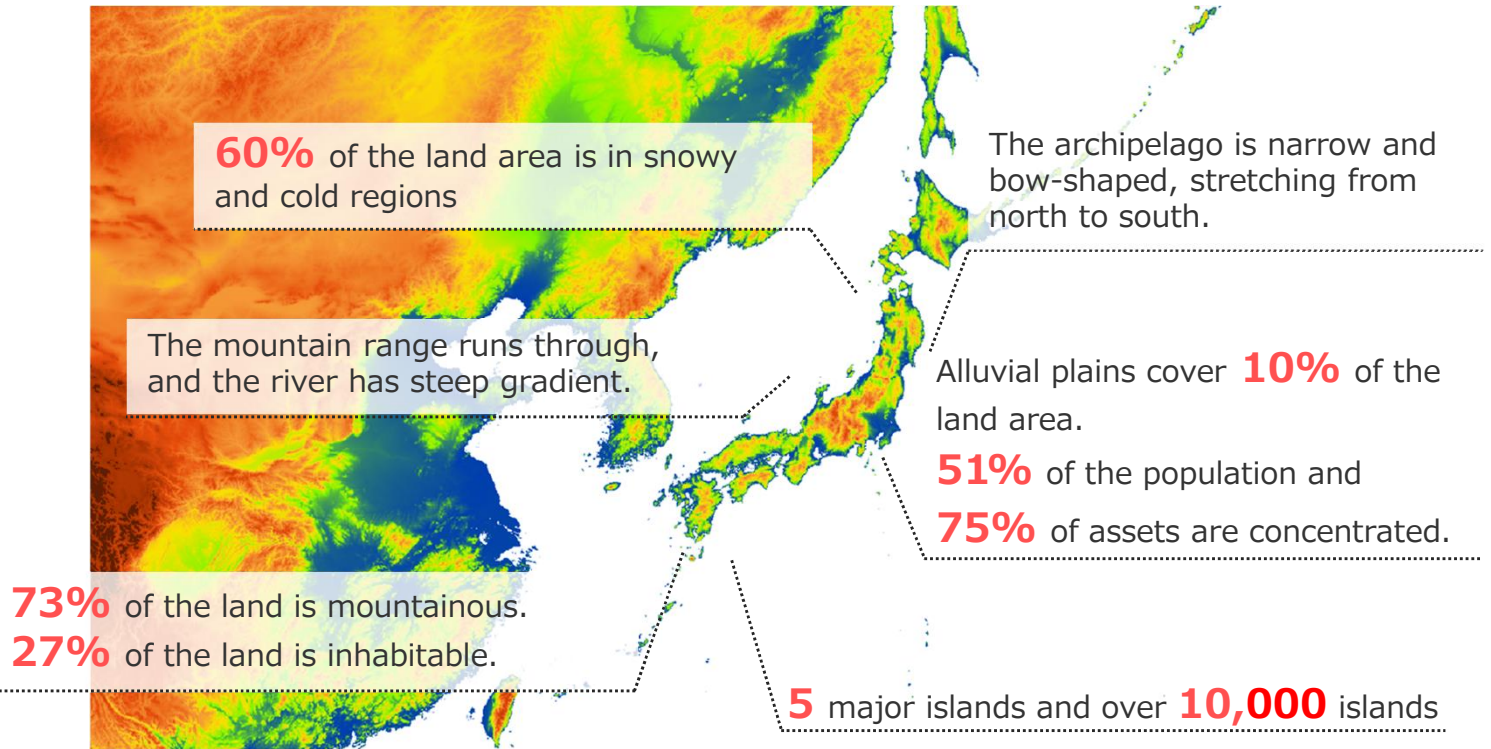 60% of the land area is in snowy
and cold regions
The archipelago is narrow and
bow-shaped, stretching from
north to south.
The mountain range runs through,
and the river has steep gradient.
Alluvial plains cover 10% of the
land area.
51% of the population and
75% of assets are concentrated.
73% of the land is mountainous.
27% of the land is inhabitable.
5 major islands and over 10,000 islands